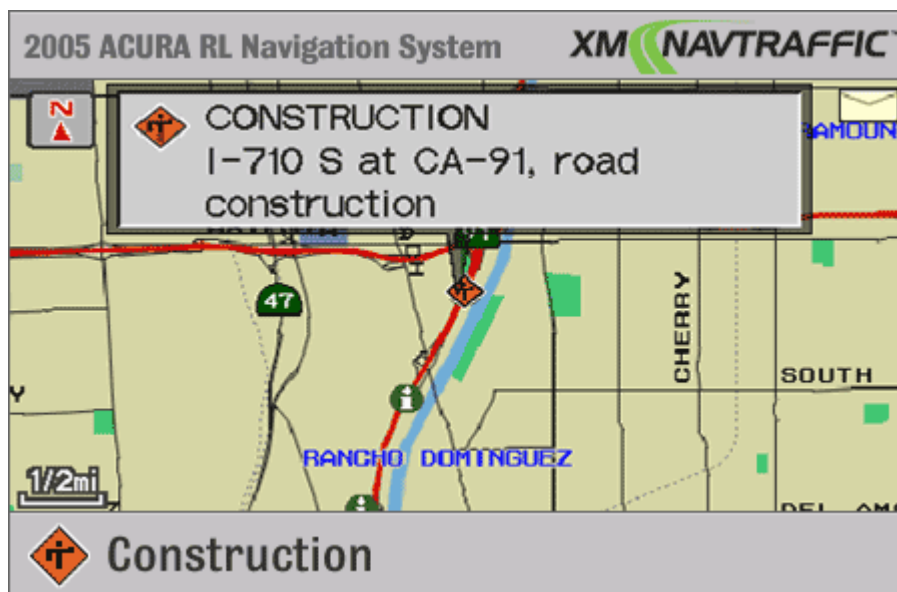 2005 ACURA RL Navigation System
XM NAVTRAFFIC
N
CONSTRUCTION
I-710 S at CA-91, road
construction
47
CHERRY
SOUTH
RANCHO DOMINGUEZ
1/2mi
Construction